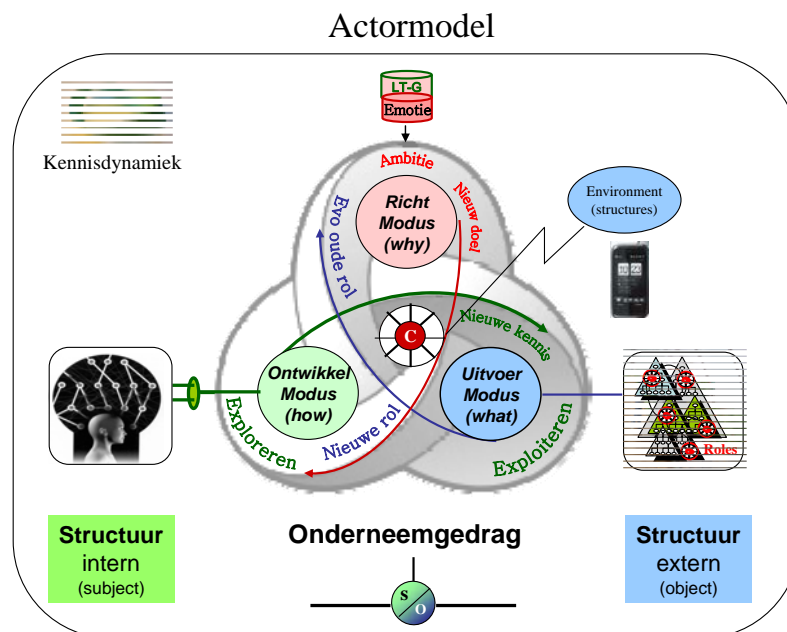 Actormodel
LT-G
Emotie
Kennisdynamiek
Ambitie
Nieuw doel
Evo oude rol
Richt
Modus
(why)
Environment
(structures)
C
Nieuwe kennis
Ontwikkel
Modus
(how)
Uitvoer
Modus
(what)
Exploreren
Nieuwe rol
Exploiteren
Roles
Structuur
intern
(subject)
Onderneemgedrag
Structuur
extern
(object)
S
O